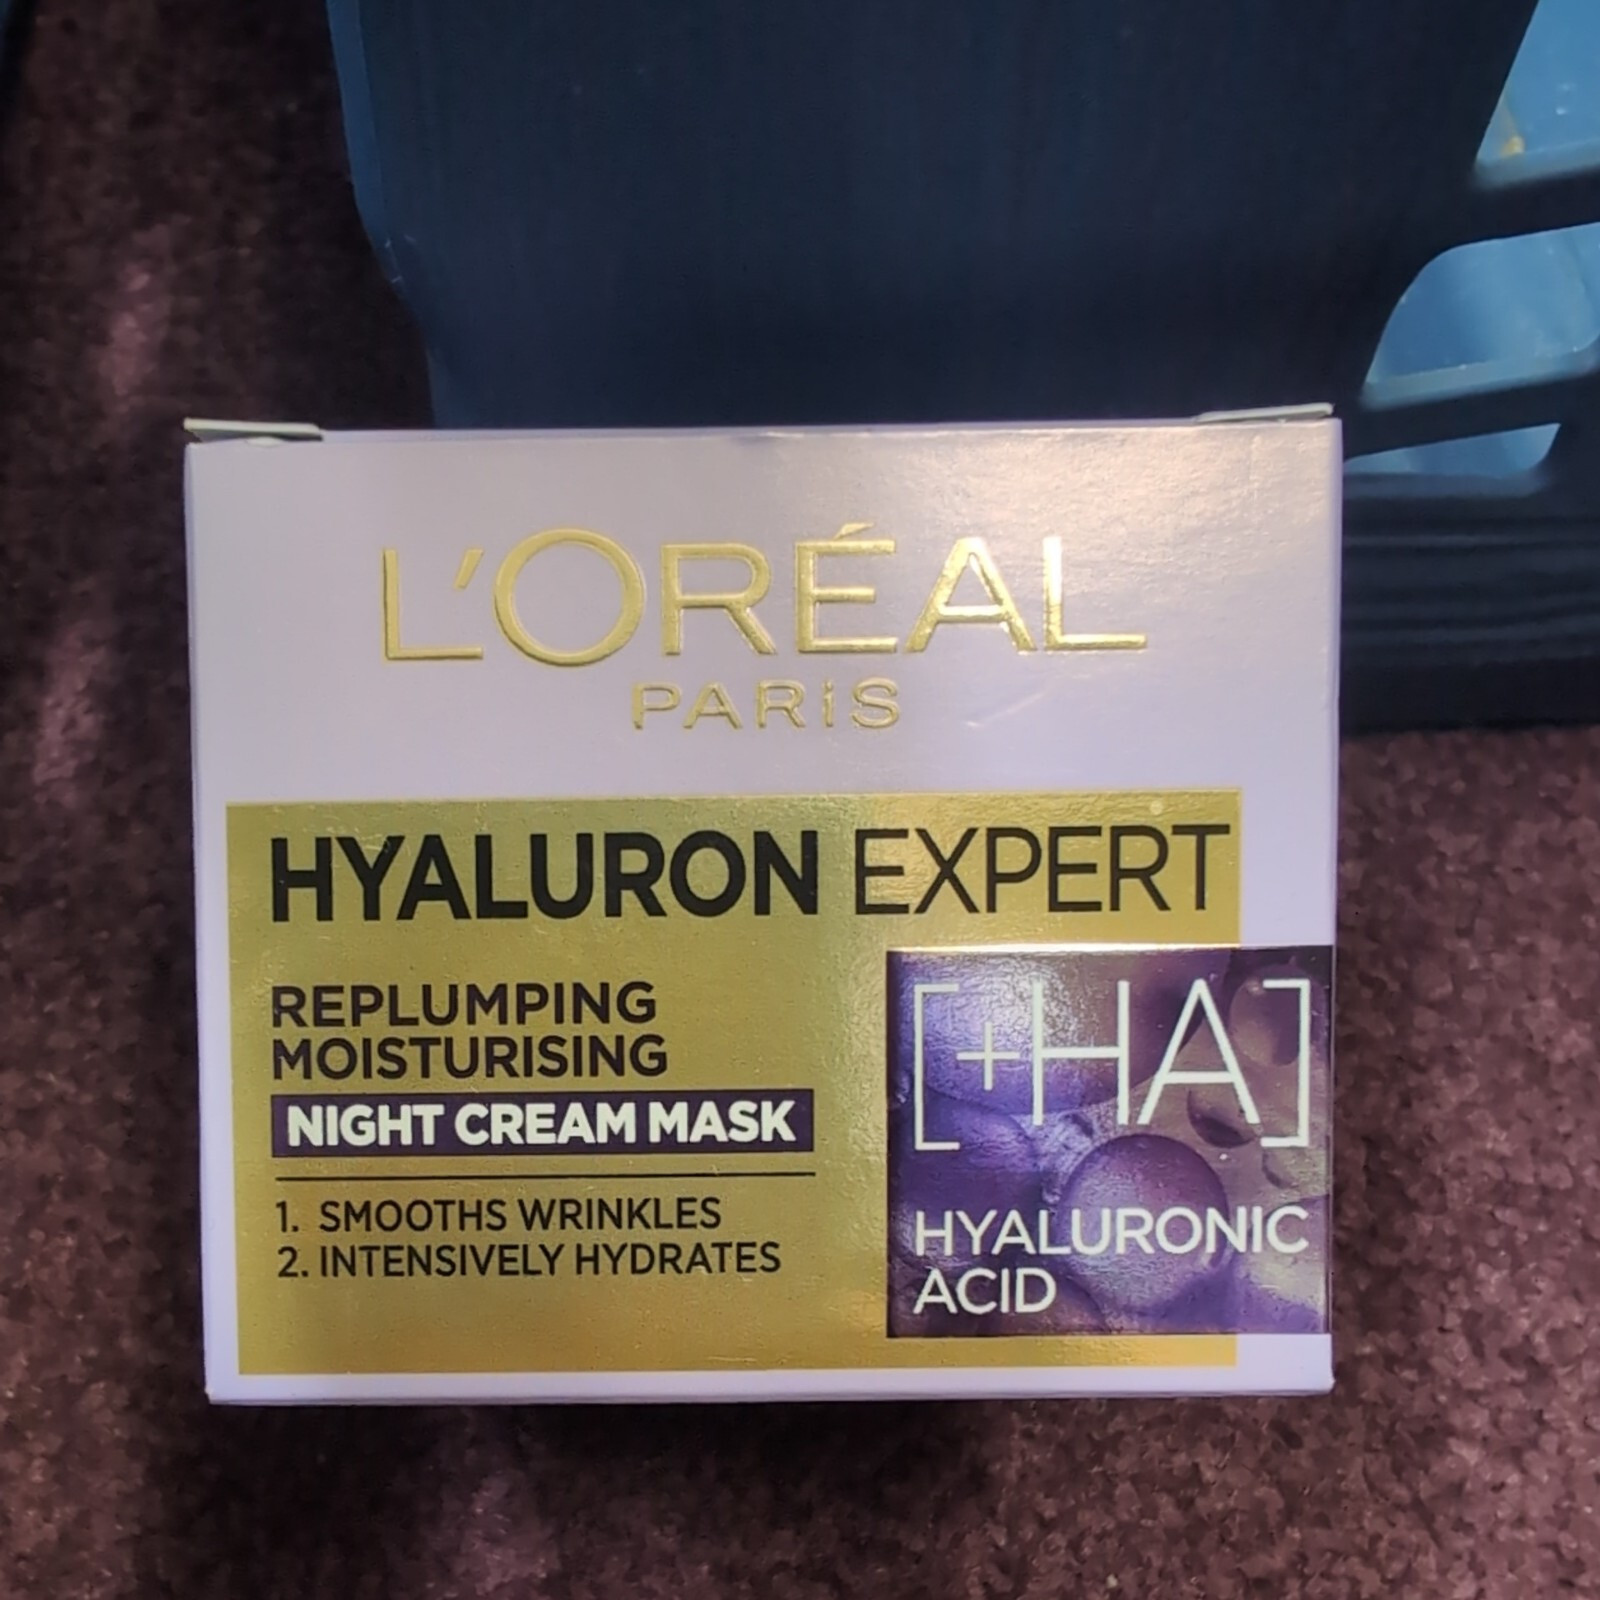 L'ORÉAL
PARIS
HYALURON EXPERT
REPLUMPING
MOISTURISING
NIGHT CREAM MASK
1. SMOOTHS WRINKLES
2. INTENSIVELY HYDRATES
[+HA]
HYALURONIC
ACID